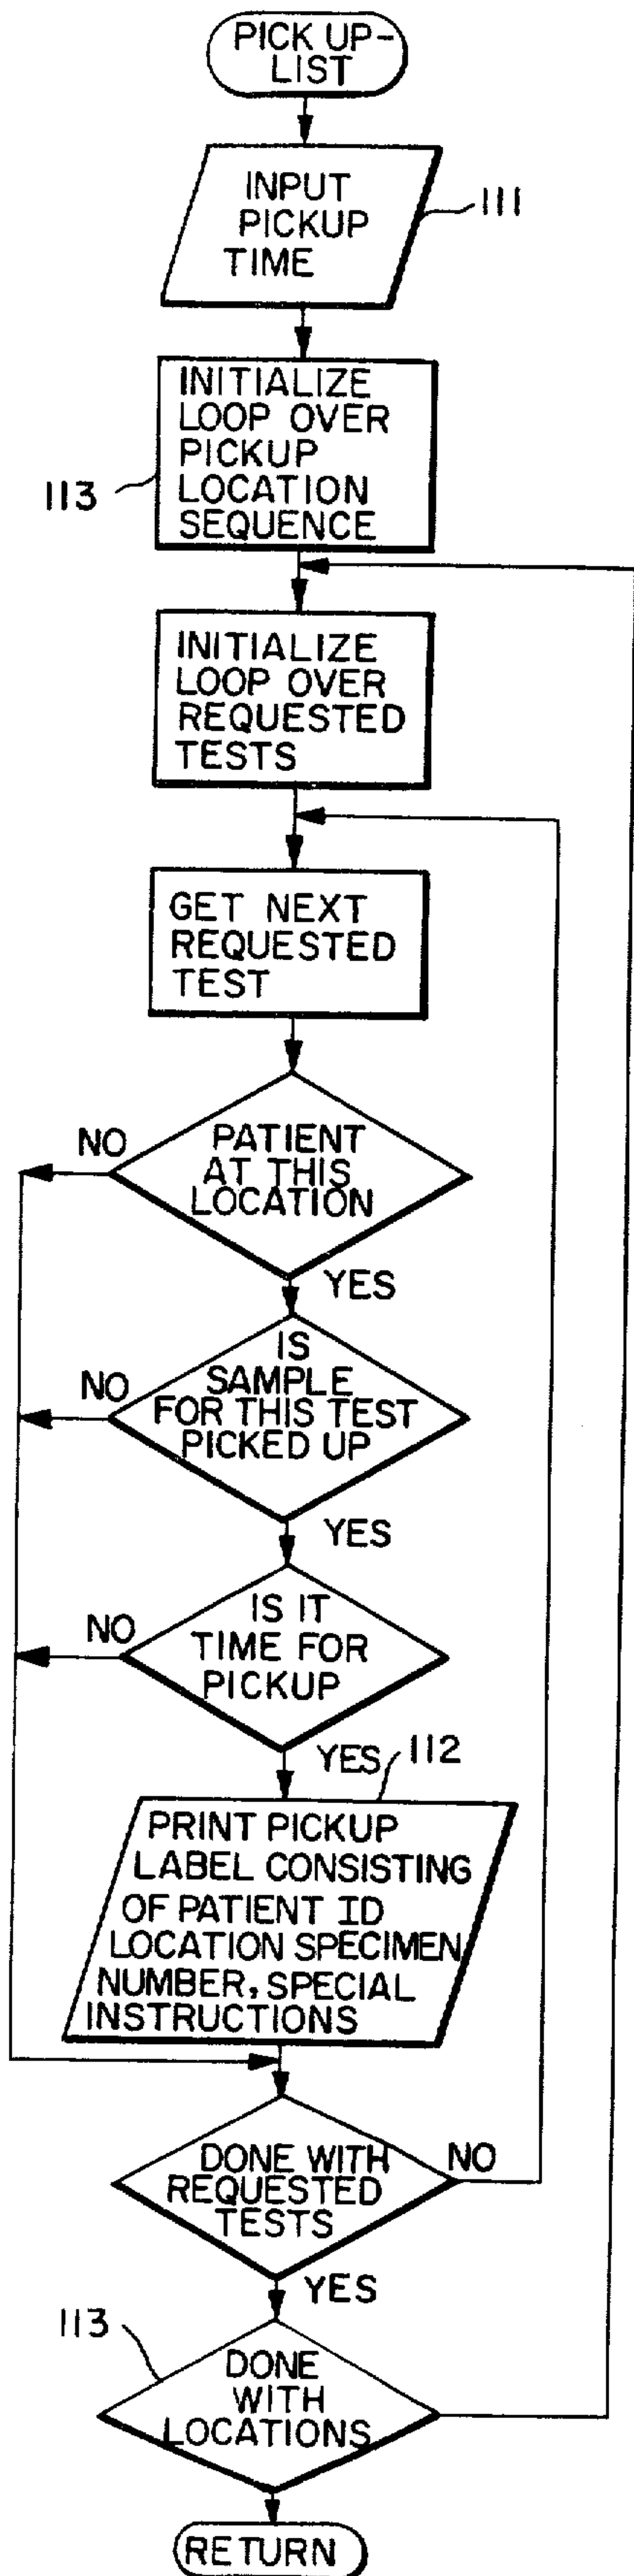 PICK UP-
LIST
INPUT
PICKUP
TIME
111
INITIALIZE
LOOP OVER
PICKUP
LOCATION
SEQUENCE
113
INITIALIZE
LOOP OVER
REQUESTED
TESTS
GET NEXT
REQUESTED
TEST
NO
PATIENT
AT THIS
LOCATION
YES
IS
SAMPLE
FOR THIS TEST
PICKED UP
NO
YES
IS IT
TIME FOR
PICKUP
NO
YES
112
PRINT PICKUP
LABEL CONSISTING
OF PATIENT ID
LOCATION SPECIMEN
NUMBER, SPECIAL
INSTRUCTIONS
DONE WITH
REQUESTED
TESTS
NO
YES
113
DONE
WITH
LOCATIONS
RETURN